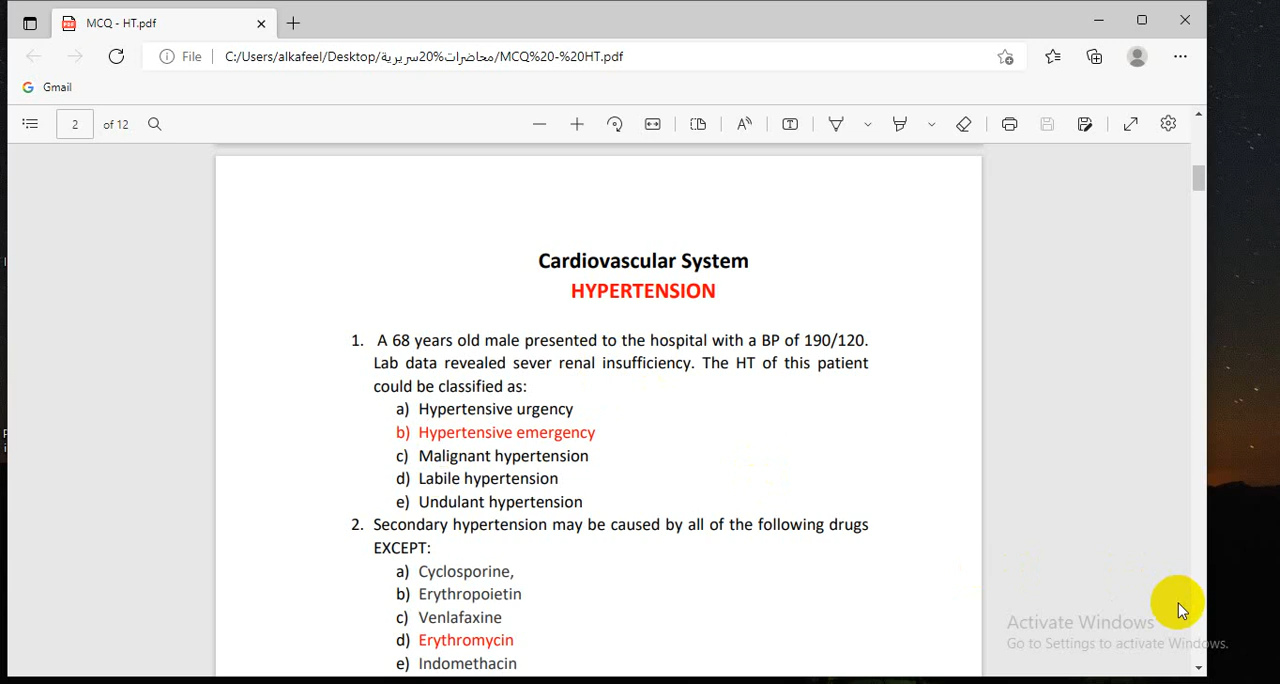 MCQ - HT.pdf
File
C:/Users/alkafeel/Desktop/محاضرات%20سريرية/MCQ%20-%20HT.pdf
Gmail
2 of 12
Cardiovascular System
HYPERTENSION
1. A 68 years old male presented to the hospital with a BP of 190/120.
Lab data revealed sever renal insufficiency. The HT of this patient
could be classified as:
a) Hypertensive urgency
b) Hypertensive emergency
c) Malignant hypertension
d) Labile hypertension
e) Undulant hypertension
2. Secondary hypertension may be caused by all of the following drugs
EXCEPT:
a) Cyclosporine,
b) Erythropoietin
c) Venlafaxine
d) Erythromycin
e) Indomethacin
Activate Windows
Go to Settings to activate Windows.